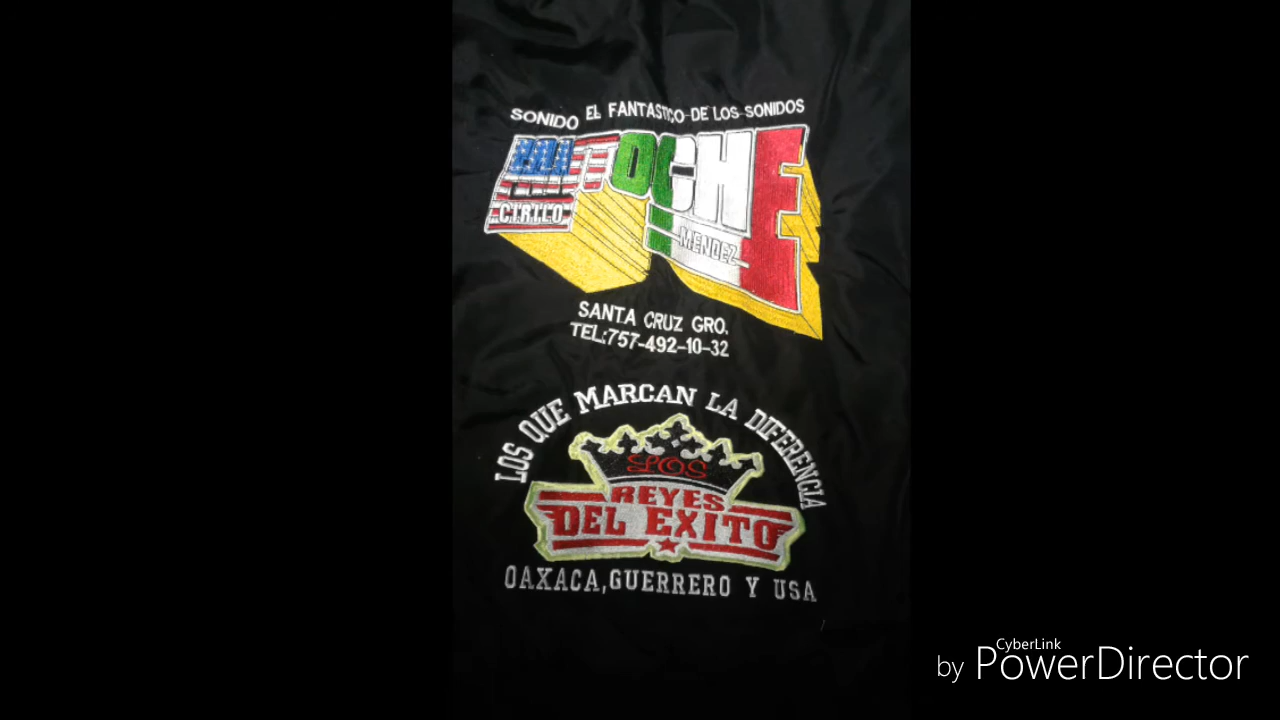 SONIDO EL FANTASTICO DE LOS SONIDOS
CIRILO
MENDEZ
SANTA CRUZ GRO.
TEL:757-492-10-32
LOS QUE MARCAN LA DIFERENCIA
LOS
REYES
DEL EXITO
OAXACA, GUERRERO Y USA
CyberLink
by PowerDirector